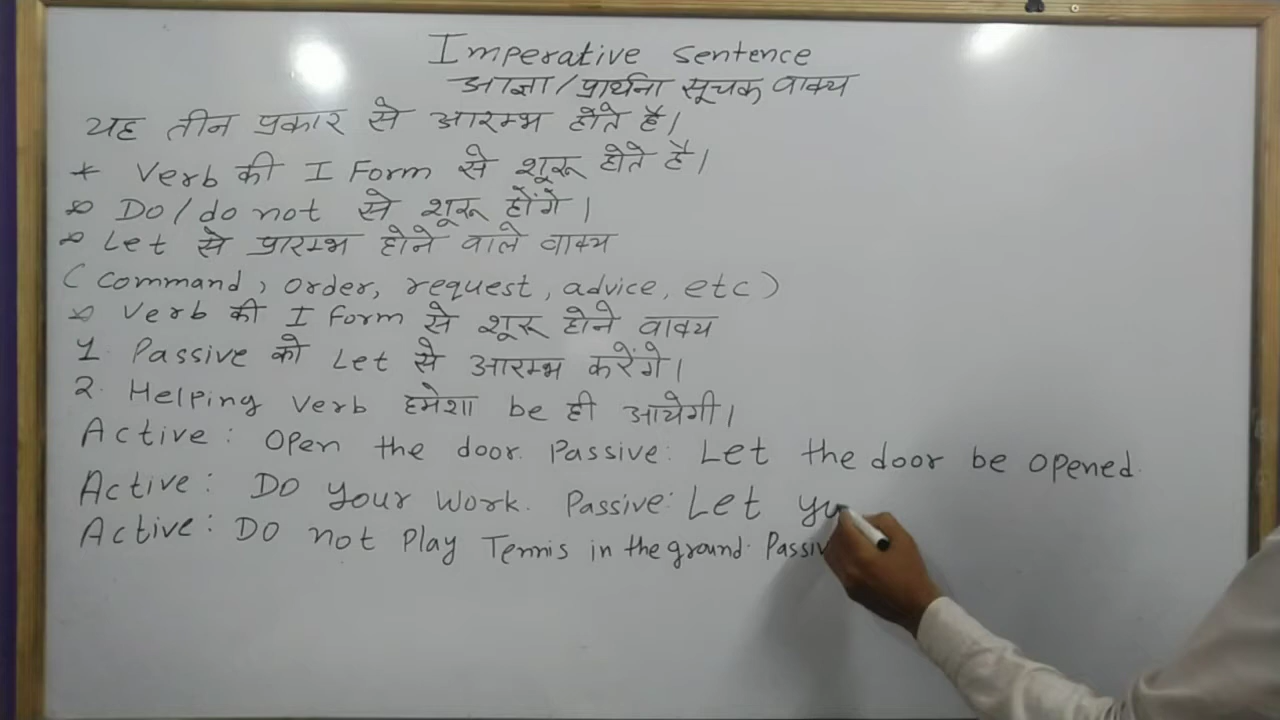 Imperative sentence
आज्ञा/प्रार्थना सूचक वाक्य
यह तीन प्रकार से आरम्भ होते है।
* Verb की I Form से शूरू होते है।
* Do/do not से शूरू होंगे।
* Let से प्रारम्भ होने वाले वाक्य
(Command, order, request, advice, etc)
* Verb की I Form से शूरू होने वाक्य
1. Passive को Let से आरम्भ करेंगे।
2. Helping verb हमेशा be ही आयेगी।
Active: Open the door. Passive: Let the door be opened.
Active: Do your work. Passive: Let
Active: Do not Play Tennis in the ground.